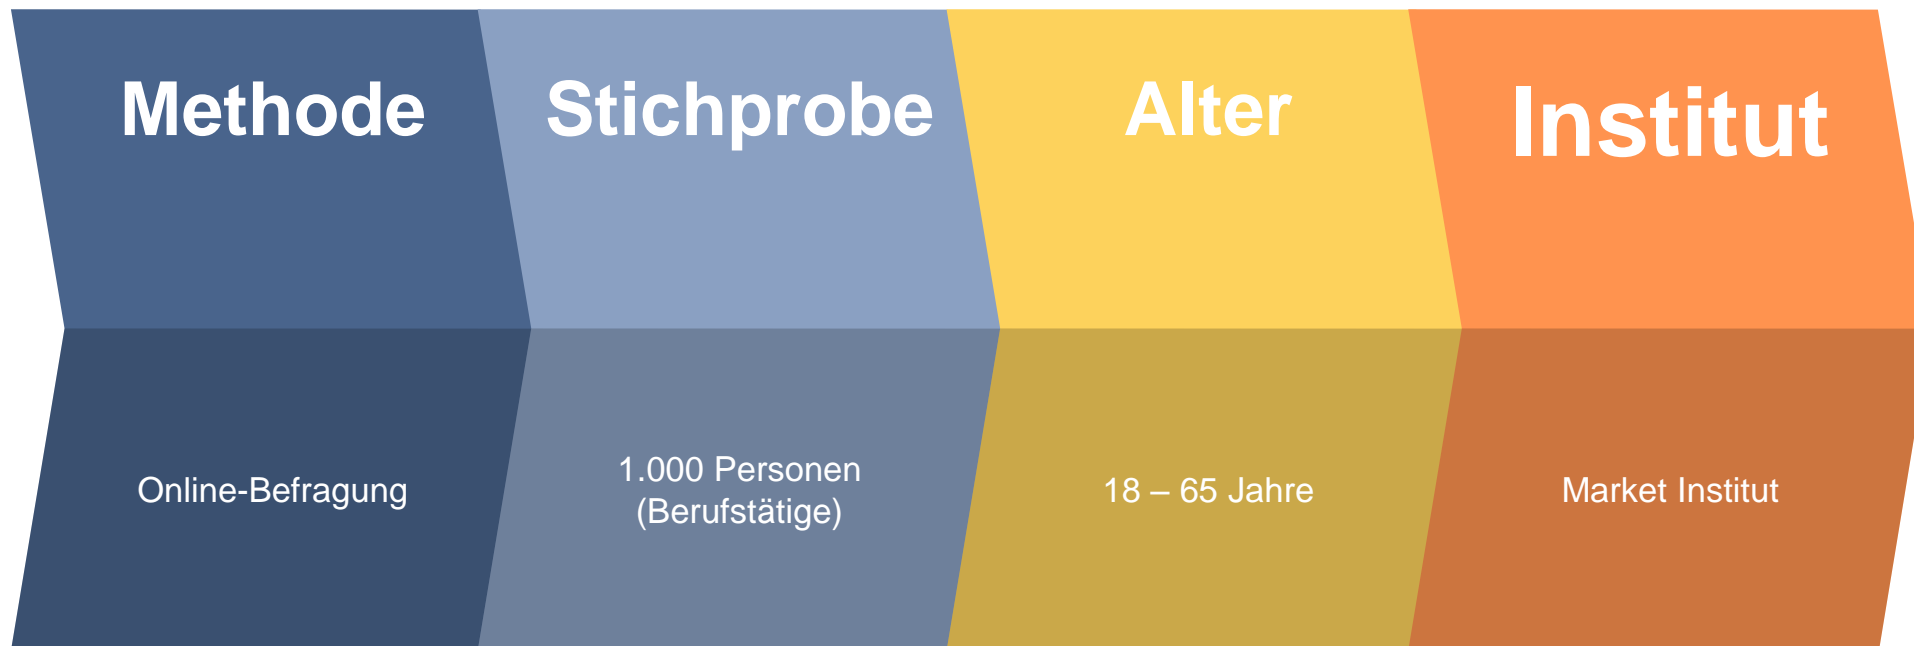 Methode
Stichprobe
Alter
Institut
Online-Befragung
1.000 Personen
(Berufstätige)
18 – 65 Jahre
Market Institut